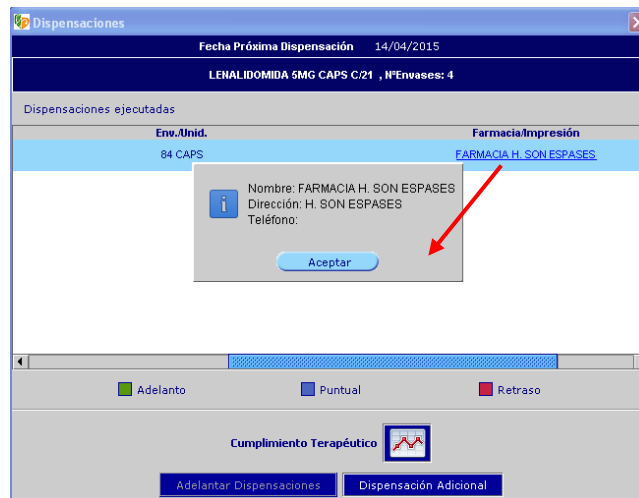 Dispensaciones
Fecha Próxima Dispensación 14/04/2015
LENALIDOMIDA 5MG CAPS C/21 , NºEnvases: 4
Dispensaciones ejecutadas
Env./Unid. Farmacia/Impresión
84 CAPS FARMACIA H. SON ESPASES
Nombre: FARMACIA H. SON ESPASES
Dirección: H. SON ESPASES
Teléfono:
Aceptar
Adelanto Puntual Retraso
Cumplimiento Terapéutico
Adelantar Dispensaciones Dispensación Adicional